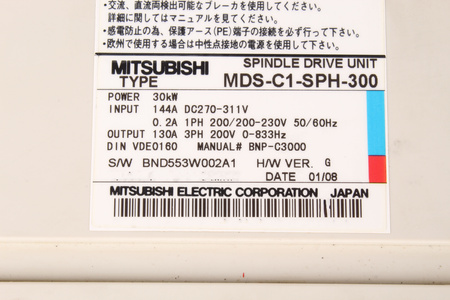 ・交流、直流両検出可能なブレーカを使用してください。
詳細に関してはマニュアルを見てください。
・感電防止の為、保護アース(PE)端子の接続を必ず行って下さい。
・欧州で使用する場合は中性点接地の電源を使用して下さい。
MITSUBISHI SPINDLE DRIVE UNIT
TYPE MDS-C1-SPH-300
POWER 30kW
INPUT 144A DC270-311V
0.2A 1PH 200/200-230V 50/60Hz
OUTPUT 130A 3PH 200V 0-833Hz
DIN VDE0160 MANUAL# BNP-C3000
S/W BND553W002A1 H/W VER. G
DATE 01/08
MITSUBISHI ELECTRIC CORPORATION JAPAN